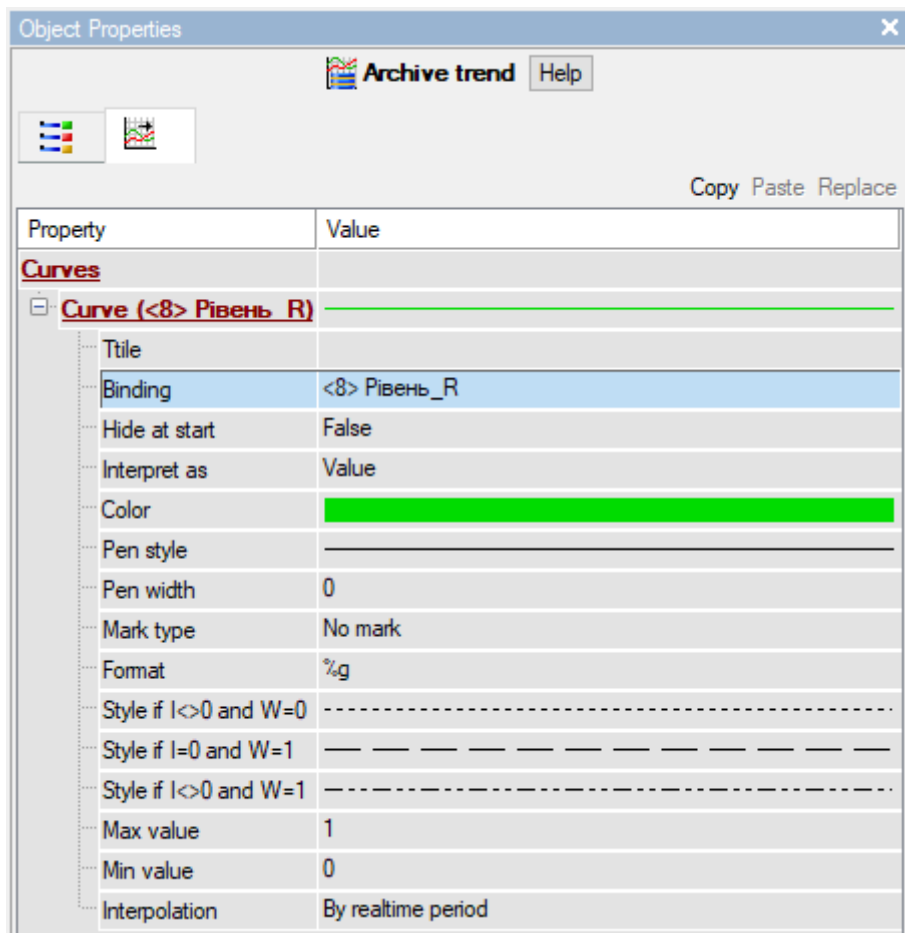 Object Properties
Archive trend Help
Copy Paste Replace
Property Value
Curves
Curve (<8> Рівень_R)
Ttile
Binding <8> Рівень_R
Hide at start False
Interpret as Value
Color
Pen style
Pen width 0
Mark type No mark
Format %g
Style if I<>0 and W=0
Style if I=0 and W=1
Style if I<>0 and W=1
Max value 1
Min value 0
Interpolation By realtime period